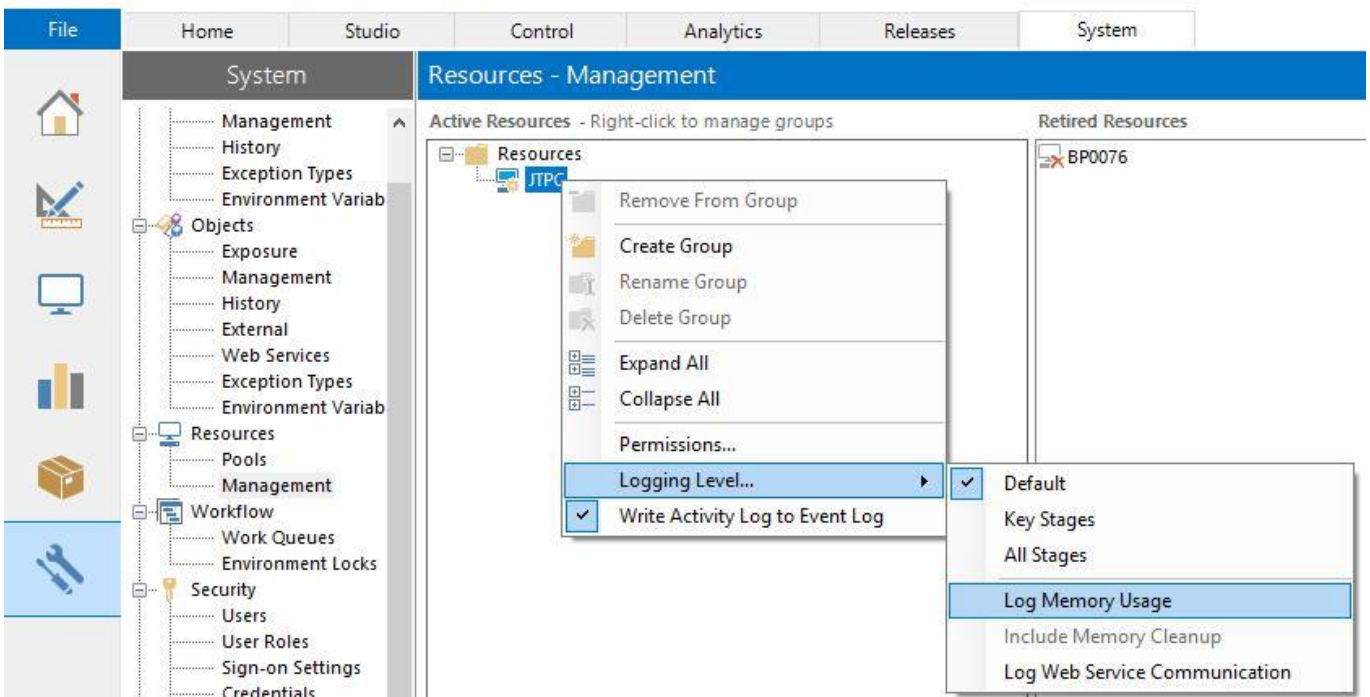 File
Home
Studio
Control
Analytics
Releases
System
System
Management
History
Exception Types
Environment Variab
Objects
Exposure
Management
History
External
Web Services
Exception Types
Environment Variab
Resources
Pools
Management
Workflow
Work Queues
Environment Locks
Security
Users
User Roles
Sign-on Settings
Credentials
Resources - Management
Active Resources - Right-click to manage groups
Resources
JTPC
Remove From Group
Create Group
Rename Group
Delete Group
Expand All
Collapse All
Permissions...
Logging Level...
Write Activity Log to Event Log
Default
Key Stages
All Stages
Log Memory Usage
Include Memory Cleanup
Log Web Service Communication
Retired Resources
BP0076